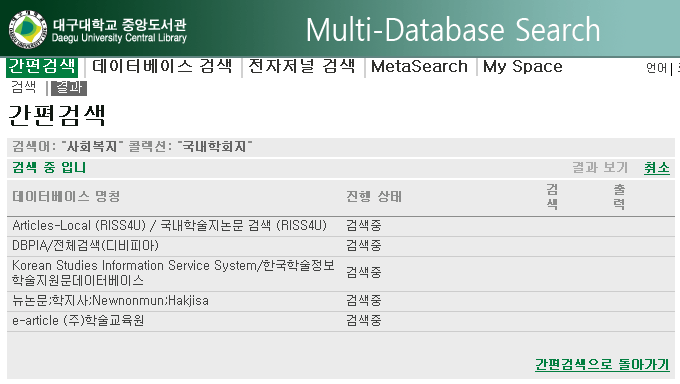 대구대학교 중앙도서관
Daegu University Central Library
Multi-Database Search
간편검색 데이터베이스 검색 전자저널 검색 MetaSearch My Space
언어
검색 결과
간편검색
검색어: "사회복지" 콜렉션: "국내학회지"
검색 중 입니
결과 보기 취소
데이터베이스 명칭 진행 상태 검색 출력
Articles-Local (RISS4U) / 국내학술지논문 검색 (RISS4U) 검색중
DBPIA/전체검색(디비피아) 검색중
Korean Studies Information Service System/한국학술정보
학술지원문데이터베이스 검색중
뉴논문;학지사;Newnonmun;Hakjisa 검색중
e-article (주)학술교육원 검색중
간편검색으로 돌아가기